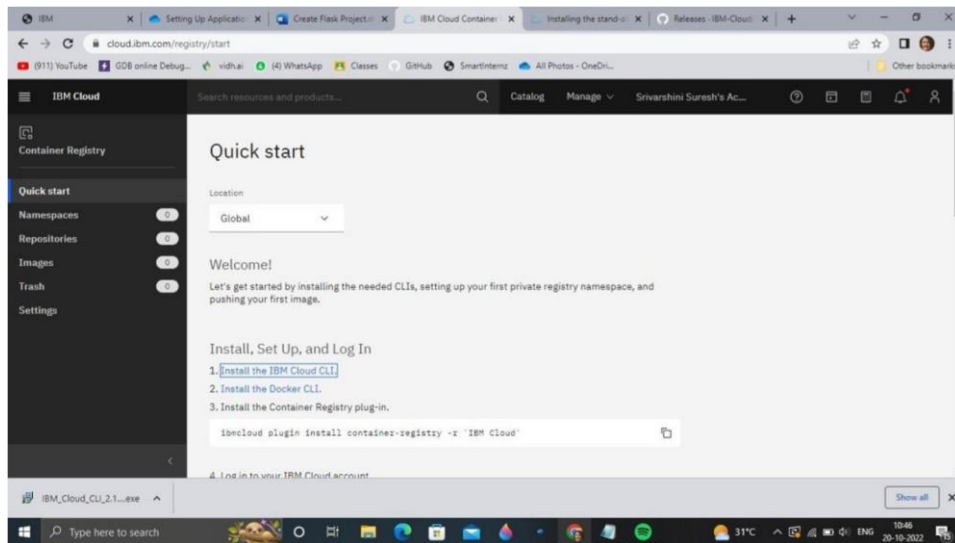 IBM
Setting Up Applicatio
Create Flask Project.d
IBM Cloud Container
Installing the stand-a
Releases · IBM-Cloud
cloud.ibm.com/registry/start
(911) YouTube
GDB online Debug...
vidh.ai
(4) WhatsApp
Classes
GitHub
SmartInternz
All Photos - OneDri...
Other bookmarks
IBM Cloud
Search resources and products...
Catalog
Manage
Srivarshini Suresh's Ac...
Container Registry
Quick start
Namespaces 0
Repositories 0
Images 0
Trash 0
Settings
Quick start
Location
Global
Welcome!
Let's get started by installing the needed CLIs, setting up your first private registry namespace, and
pushing your first image.
Install, Set Up, and Log In
1. Install the IBM Cloud CLI.
2. Install the Docker CLI.
3. Install the Container Registry plug-in.
ibmcloud plugin install container-registry -r 'IBM Cloud'
4. Log in to your IBM Cloud account.
IBM_Cloud_CLI_2.1....exe
Show all
Type here to search
31°C
ENG
10:46
20-10-2022